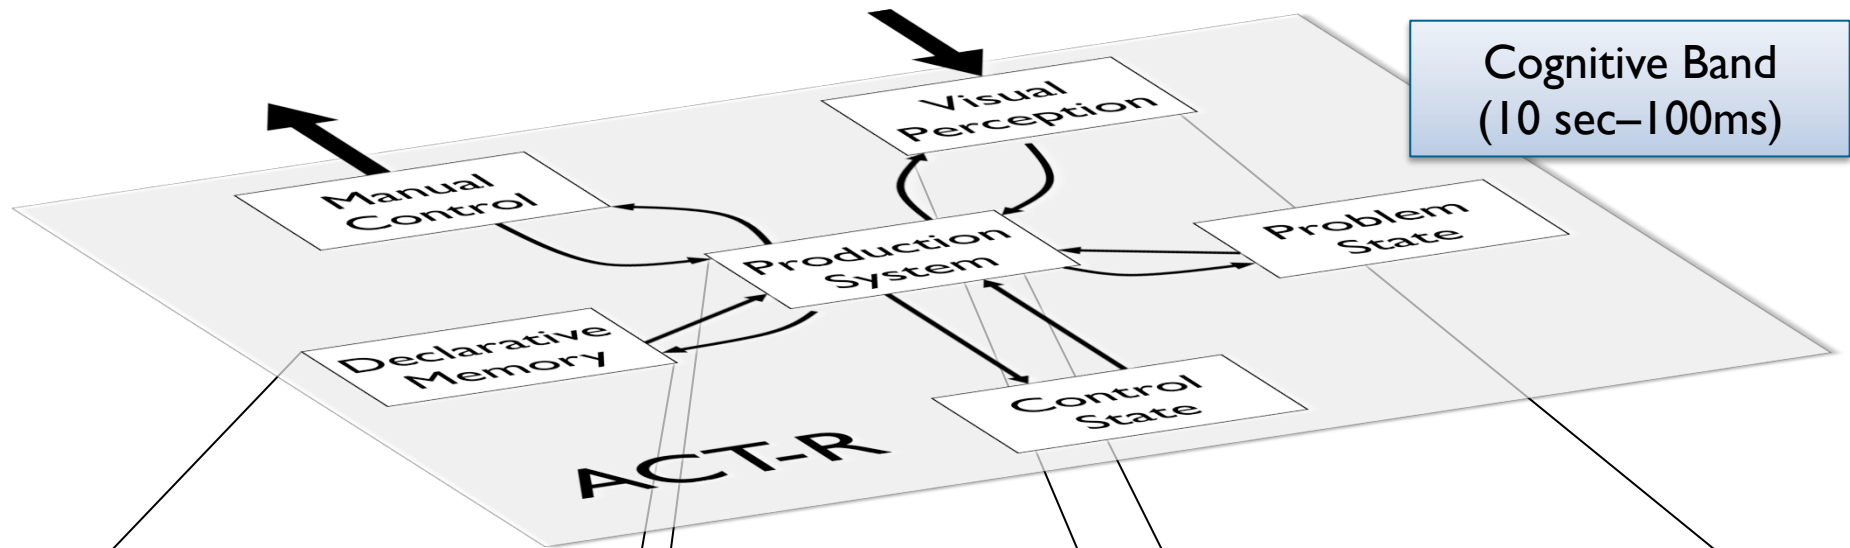 Cognitive Band
(10 sec–100ms)
Visual
Perception
Manual
Control
Problem
State
Production
System
Declarative
Memory
Control
State
ACT-R